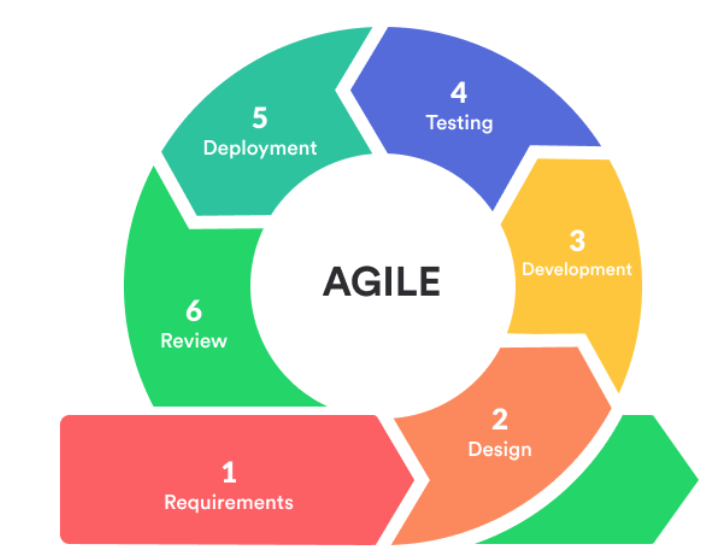 AGILE
1
Requirements
2
Design
3
Development
4
Testing
5
Deployment
6
Review